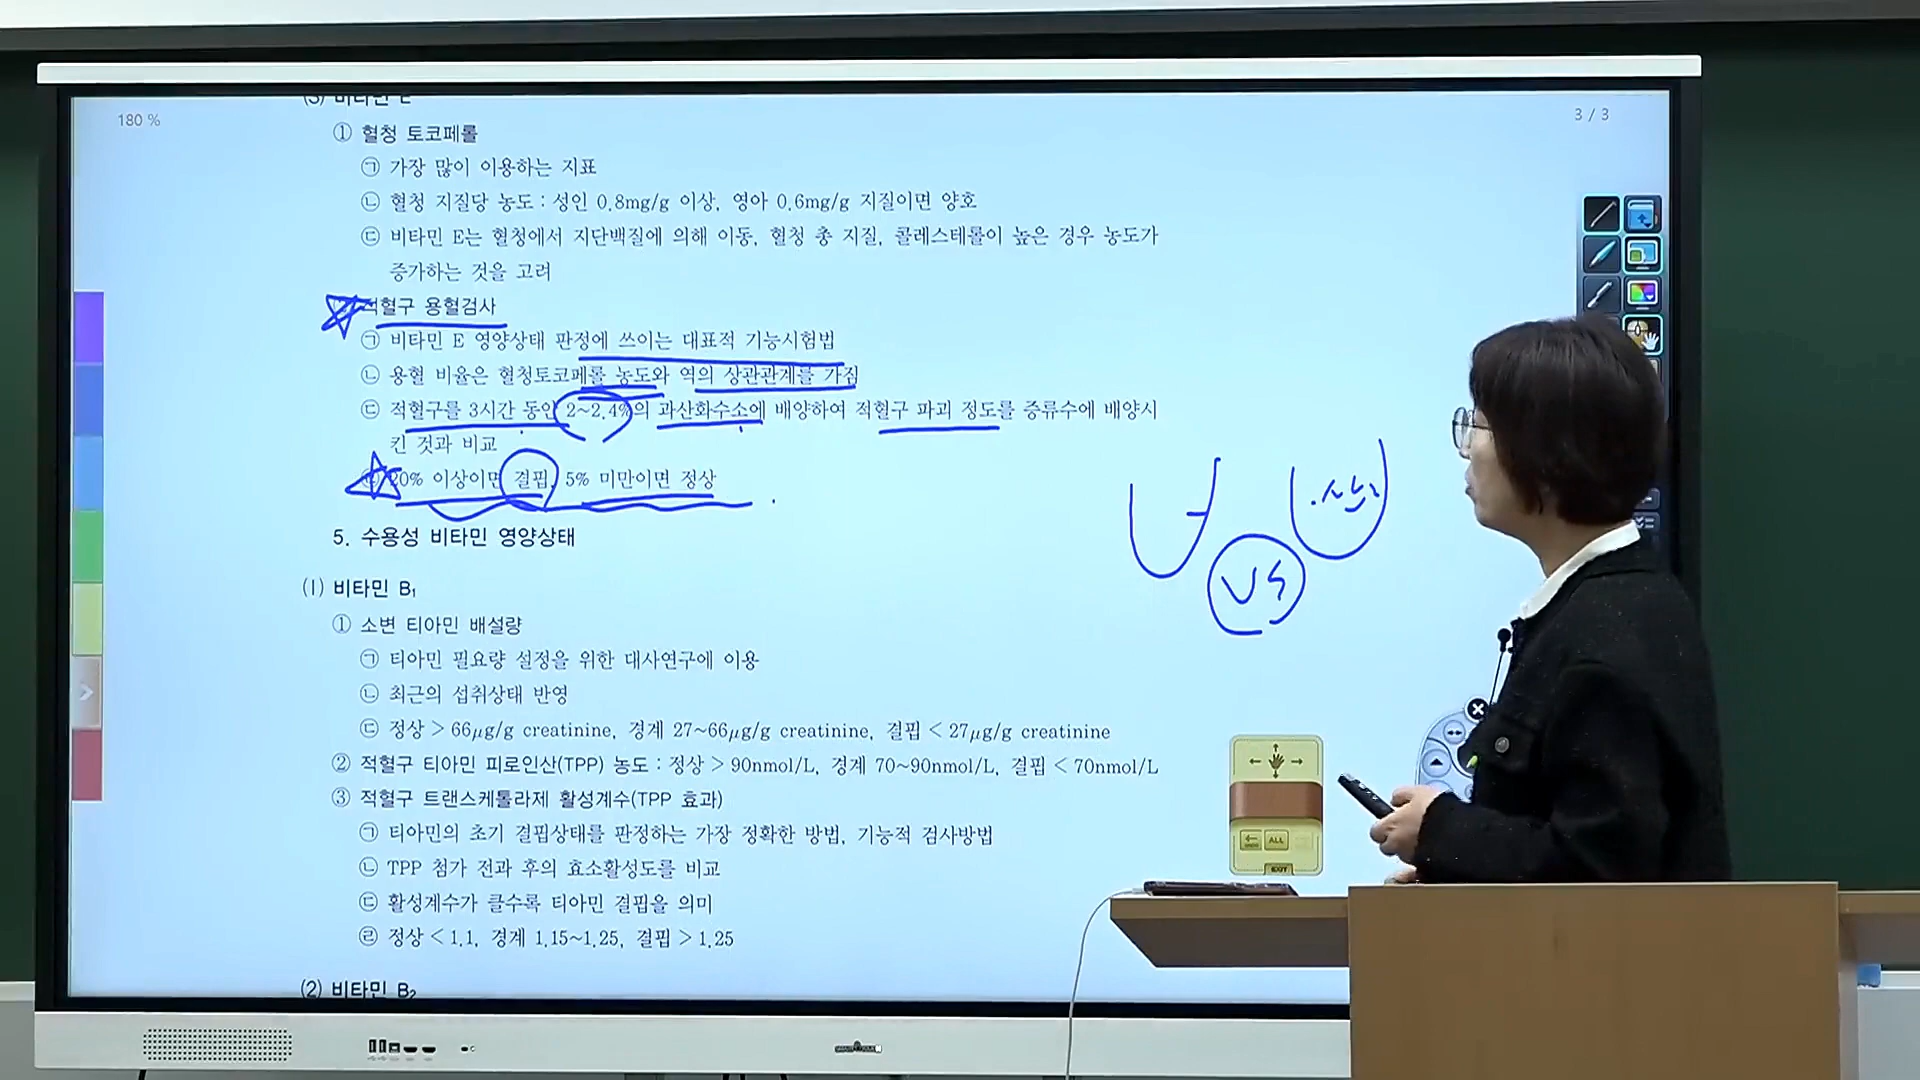 180 %
3 / 3
(3) 비타민 E
① 혈청 토코페롤
㉠ 가장 많이 이용하는 지표
㉡ 혈청 지질당 농도 : 성인 0.8mg/g 이상, 영아 0.6mg/g 지질이면 양호
㉢ 비타민 E는 혈청에서 지단백질에 의해 이동, 혈청 총 지질, 콜레스테롤이 높은 경우 농도가
증가하는 것을 고려
적혈구 용혈검사
㉠ 비타민 E 영양상태 판정에 쓰이는 대표적 기능시험법
㉡ 용혈 비율은 혈청토코페롤 농도와 역의 상관관계를 가짐
㉢ 적혈구를 3시간 동안 2~2.4%의 과산화수소에 배양하여 적혈구 파괴 정도를 증류수에 배양시
킨 것과 비교
㉣ 20% 이상이면 결핍, 5% 미만이면 정상
VS
5. 수용성 비타민 영양상태
(1) 비타민 B₁
① 소변 티아민 배설량
㉠ 티아민 필요량 설정을 위한 대사연구에 이용
㉡ 최근의 섭취상태 반영
㉢ 정상 > 66μg/g creatinine, 경계 27~66μg/g creatinine, 결핍 < 27μg/g creatinine
② 적혈구 티아민 피로인산(TPP) 농도 : 정상 > 90nmol/L, 경계 70~90nmol/L, 결핍 < 70nmol/L
③ 적혈구 트랜스케톨라제 활성계수(TPP 효과)
㉠ 티아민의 초기 결핍상태를 판정하는 가장 정확한 방법, 기능적 검사방법
㉡ TPP 첨가 전과 후의 효소활성도를 비교
㉢ 활성계수가 클수록 티아민 결핍을 의미
㉣ 정상 < 1.1, 경계 1.15~1.25, 결핍 > 1.25
(2) 비타민 B₂
ALL
EXIT